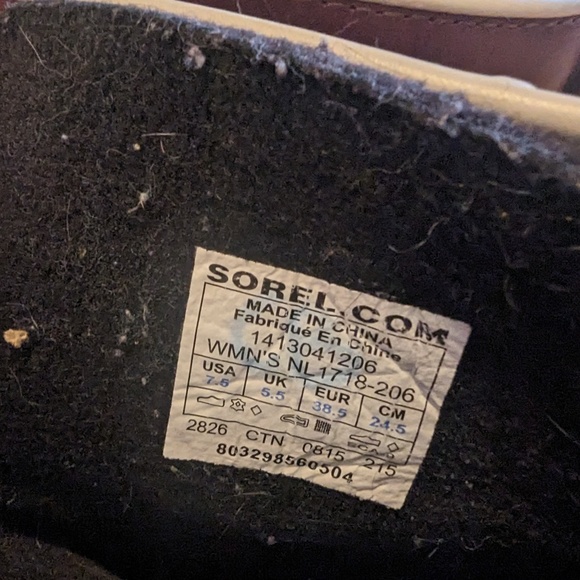 SOREL.COM
MADE IN CHINA
Fabriqué En Chine
1413041206
WMN'S NL1718-206
USA UK EUR CM
7.5 5.5 38.5 24.5
2826 CTN 0815 215
803298560504